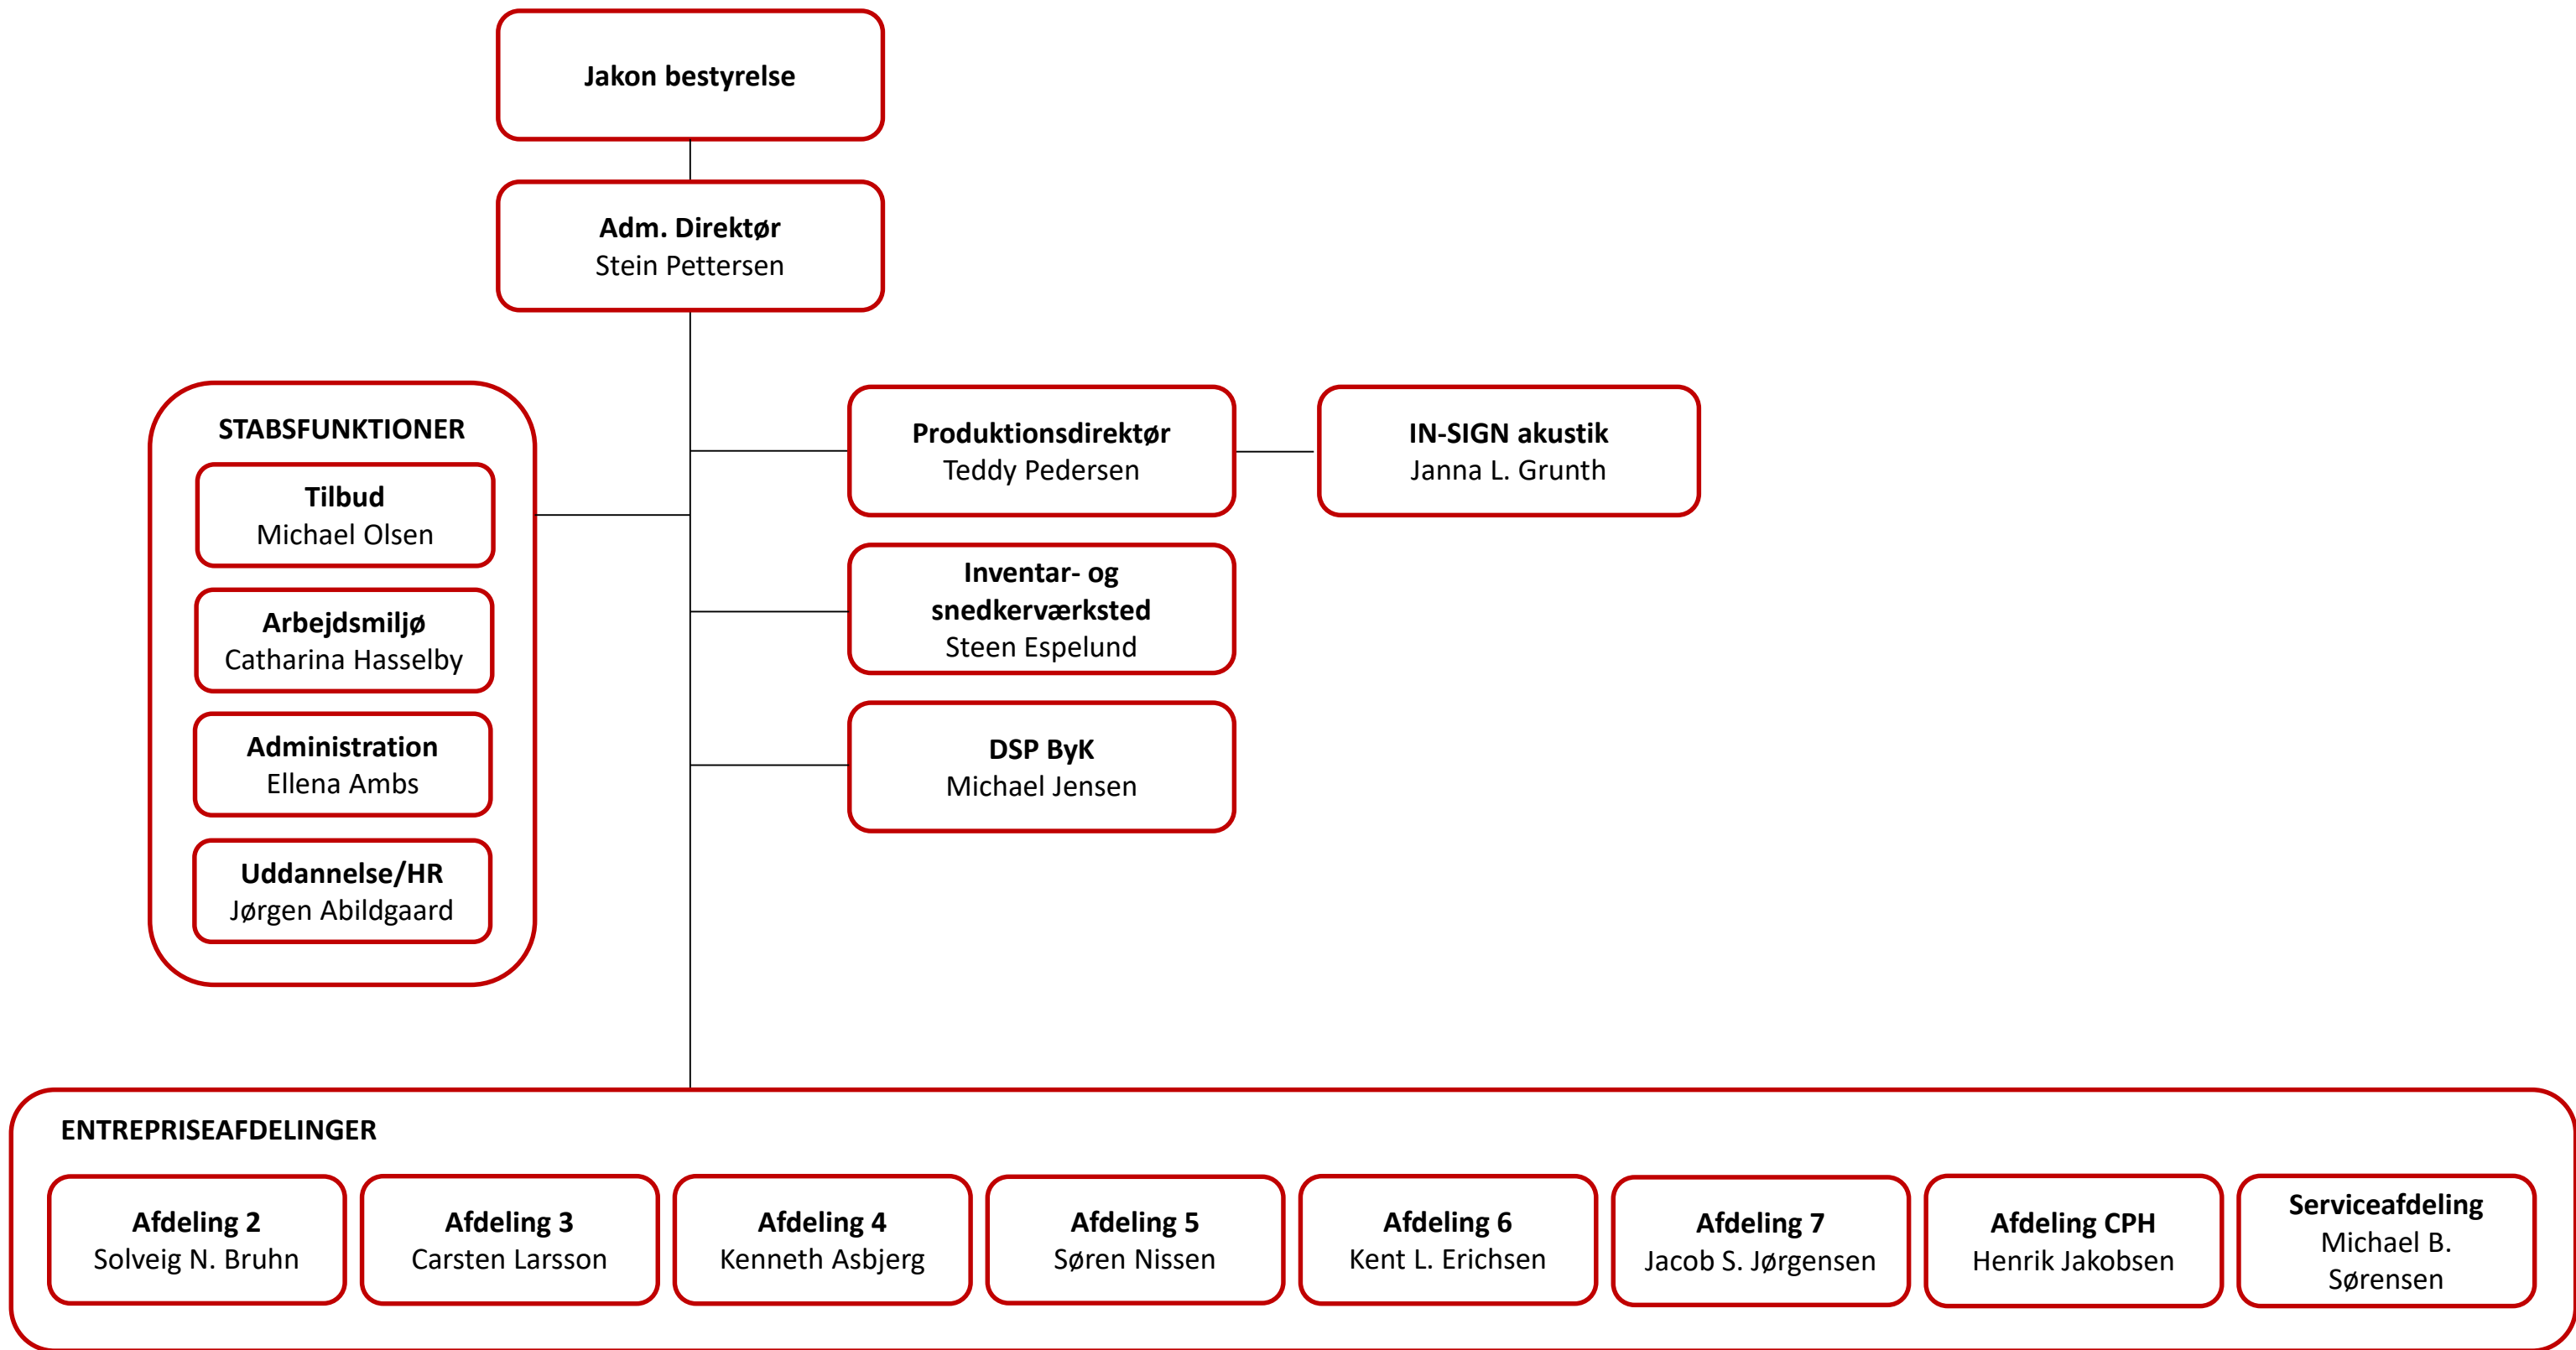 Jakon bestyrelse
Adm. Direktør
Stein Pettersen
STABSFUNKTIONER
Tilbud
Michael Olsen
Arbejdsmiljø
Catharina Hasselby
Administration
Ellena Ambs
Uddannelse/HR
Jørgen Abildgaard
Produktionsdirektør
Teddy Pedersen
IN-SIGN akustik
Janna L. Grunth
Inventar- og
snedkerværksted
Steen Espelund
DSP ByK
Michael Jensen
ENTREPRISEAFDELINGER
Afdeling 2
Solveig N. Bruhn
Afdeling 3
Carsten Larsson
Afdeling 4
Kenneth Asbjerg
Afdeling 5
Søren Nissen
Afdeling 6
Kent L. Erichsen
Afdeling 7
Jacob S. Jørgensen
Afdeling CPH
Henrik Jakobsen
Serviceafdeling
Michael B.
Sørensen